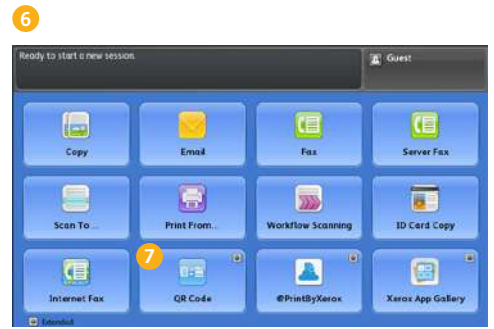 6
Ready to start a new session.
Guest
Copy
Email
Fax
Server Fax
Scan To ...
Print From...
Workflow Scanning
ID Card Copy
7
Internet Fax
QR Code
@PrintByXerox
Xerox App Gallery
Extended